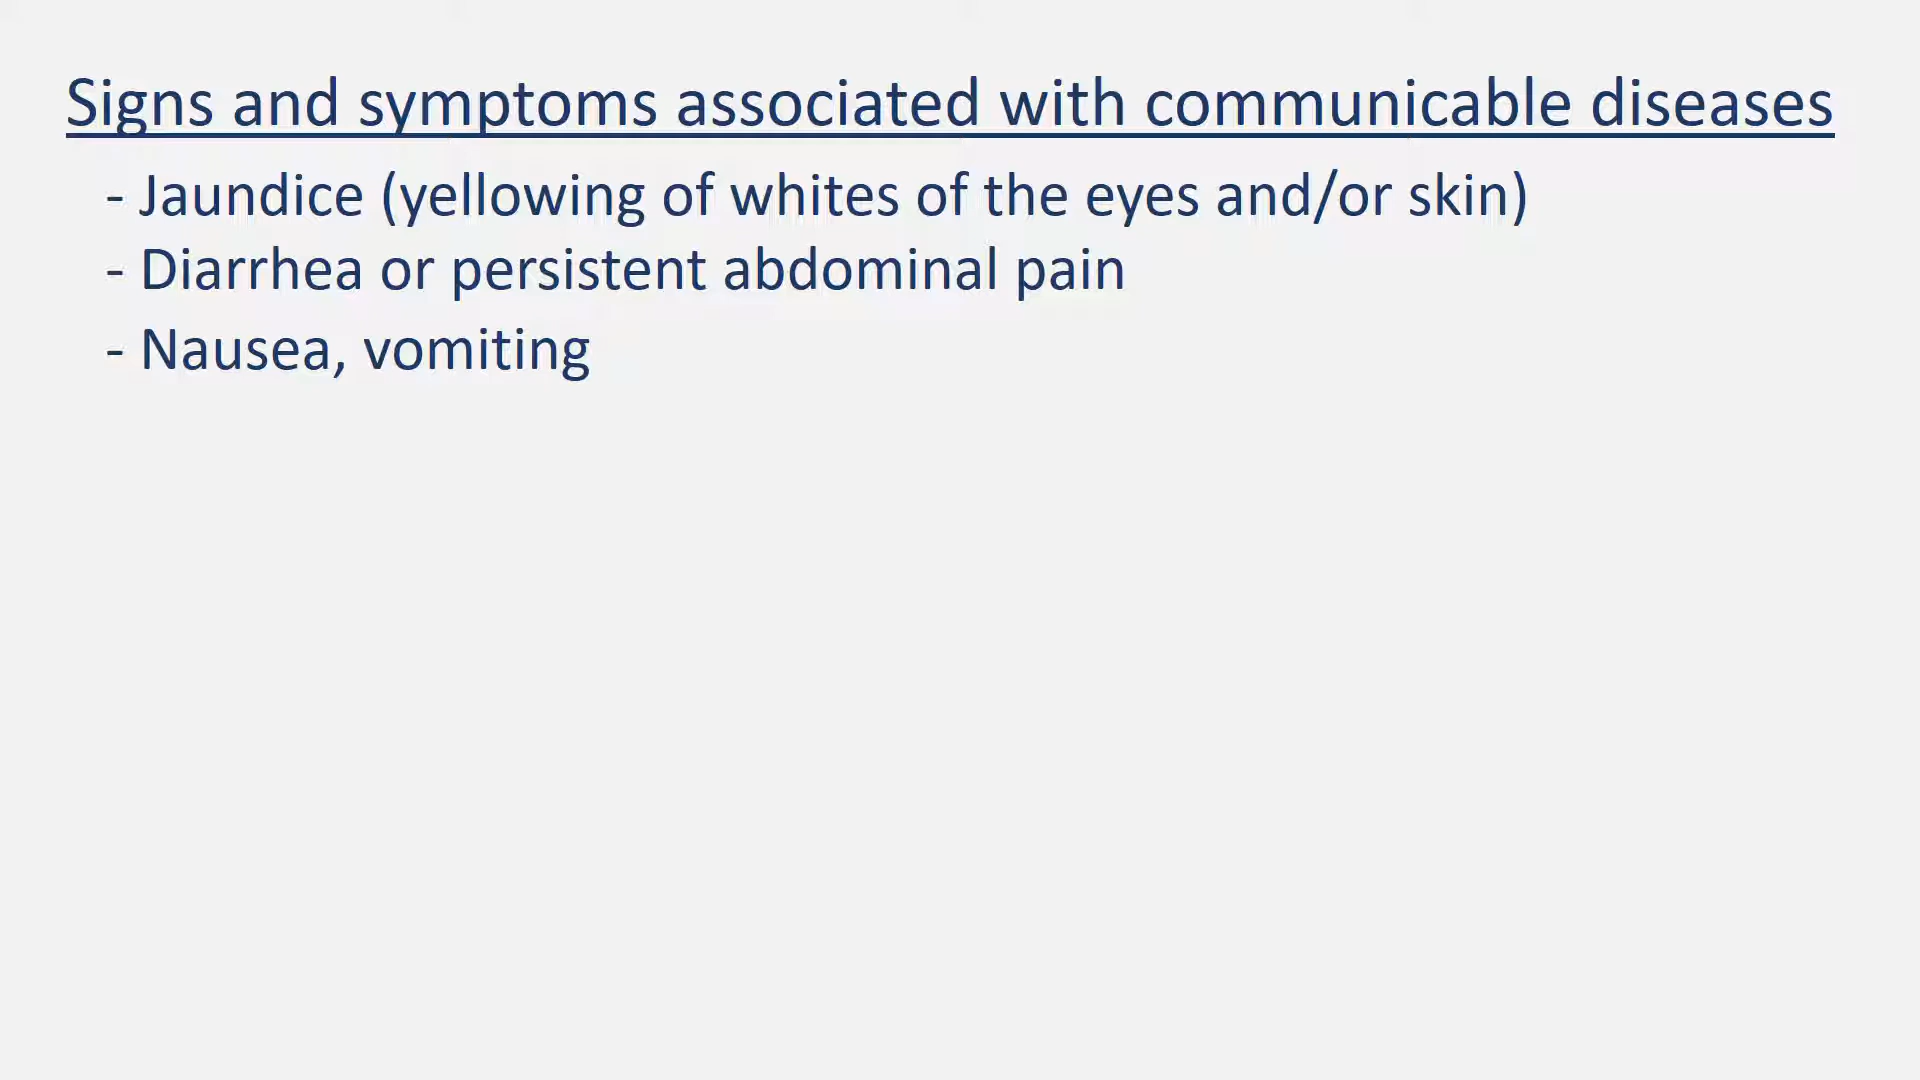 Signs and symptoms associated with communicable diseases
- Jaundice (yellowing of whites of the eyes and/or skin)
- Diarrhea or persistent abdominal pain
- Nausea, vomiting